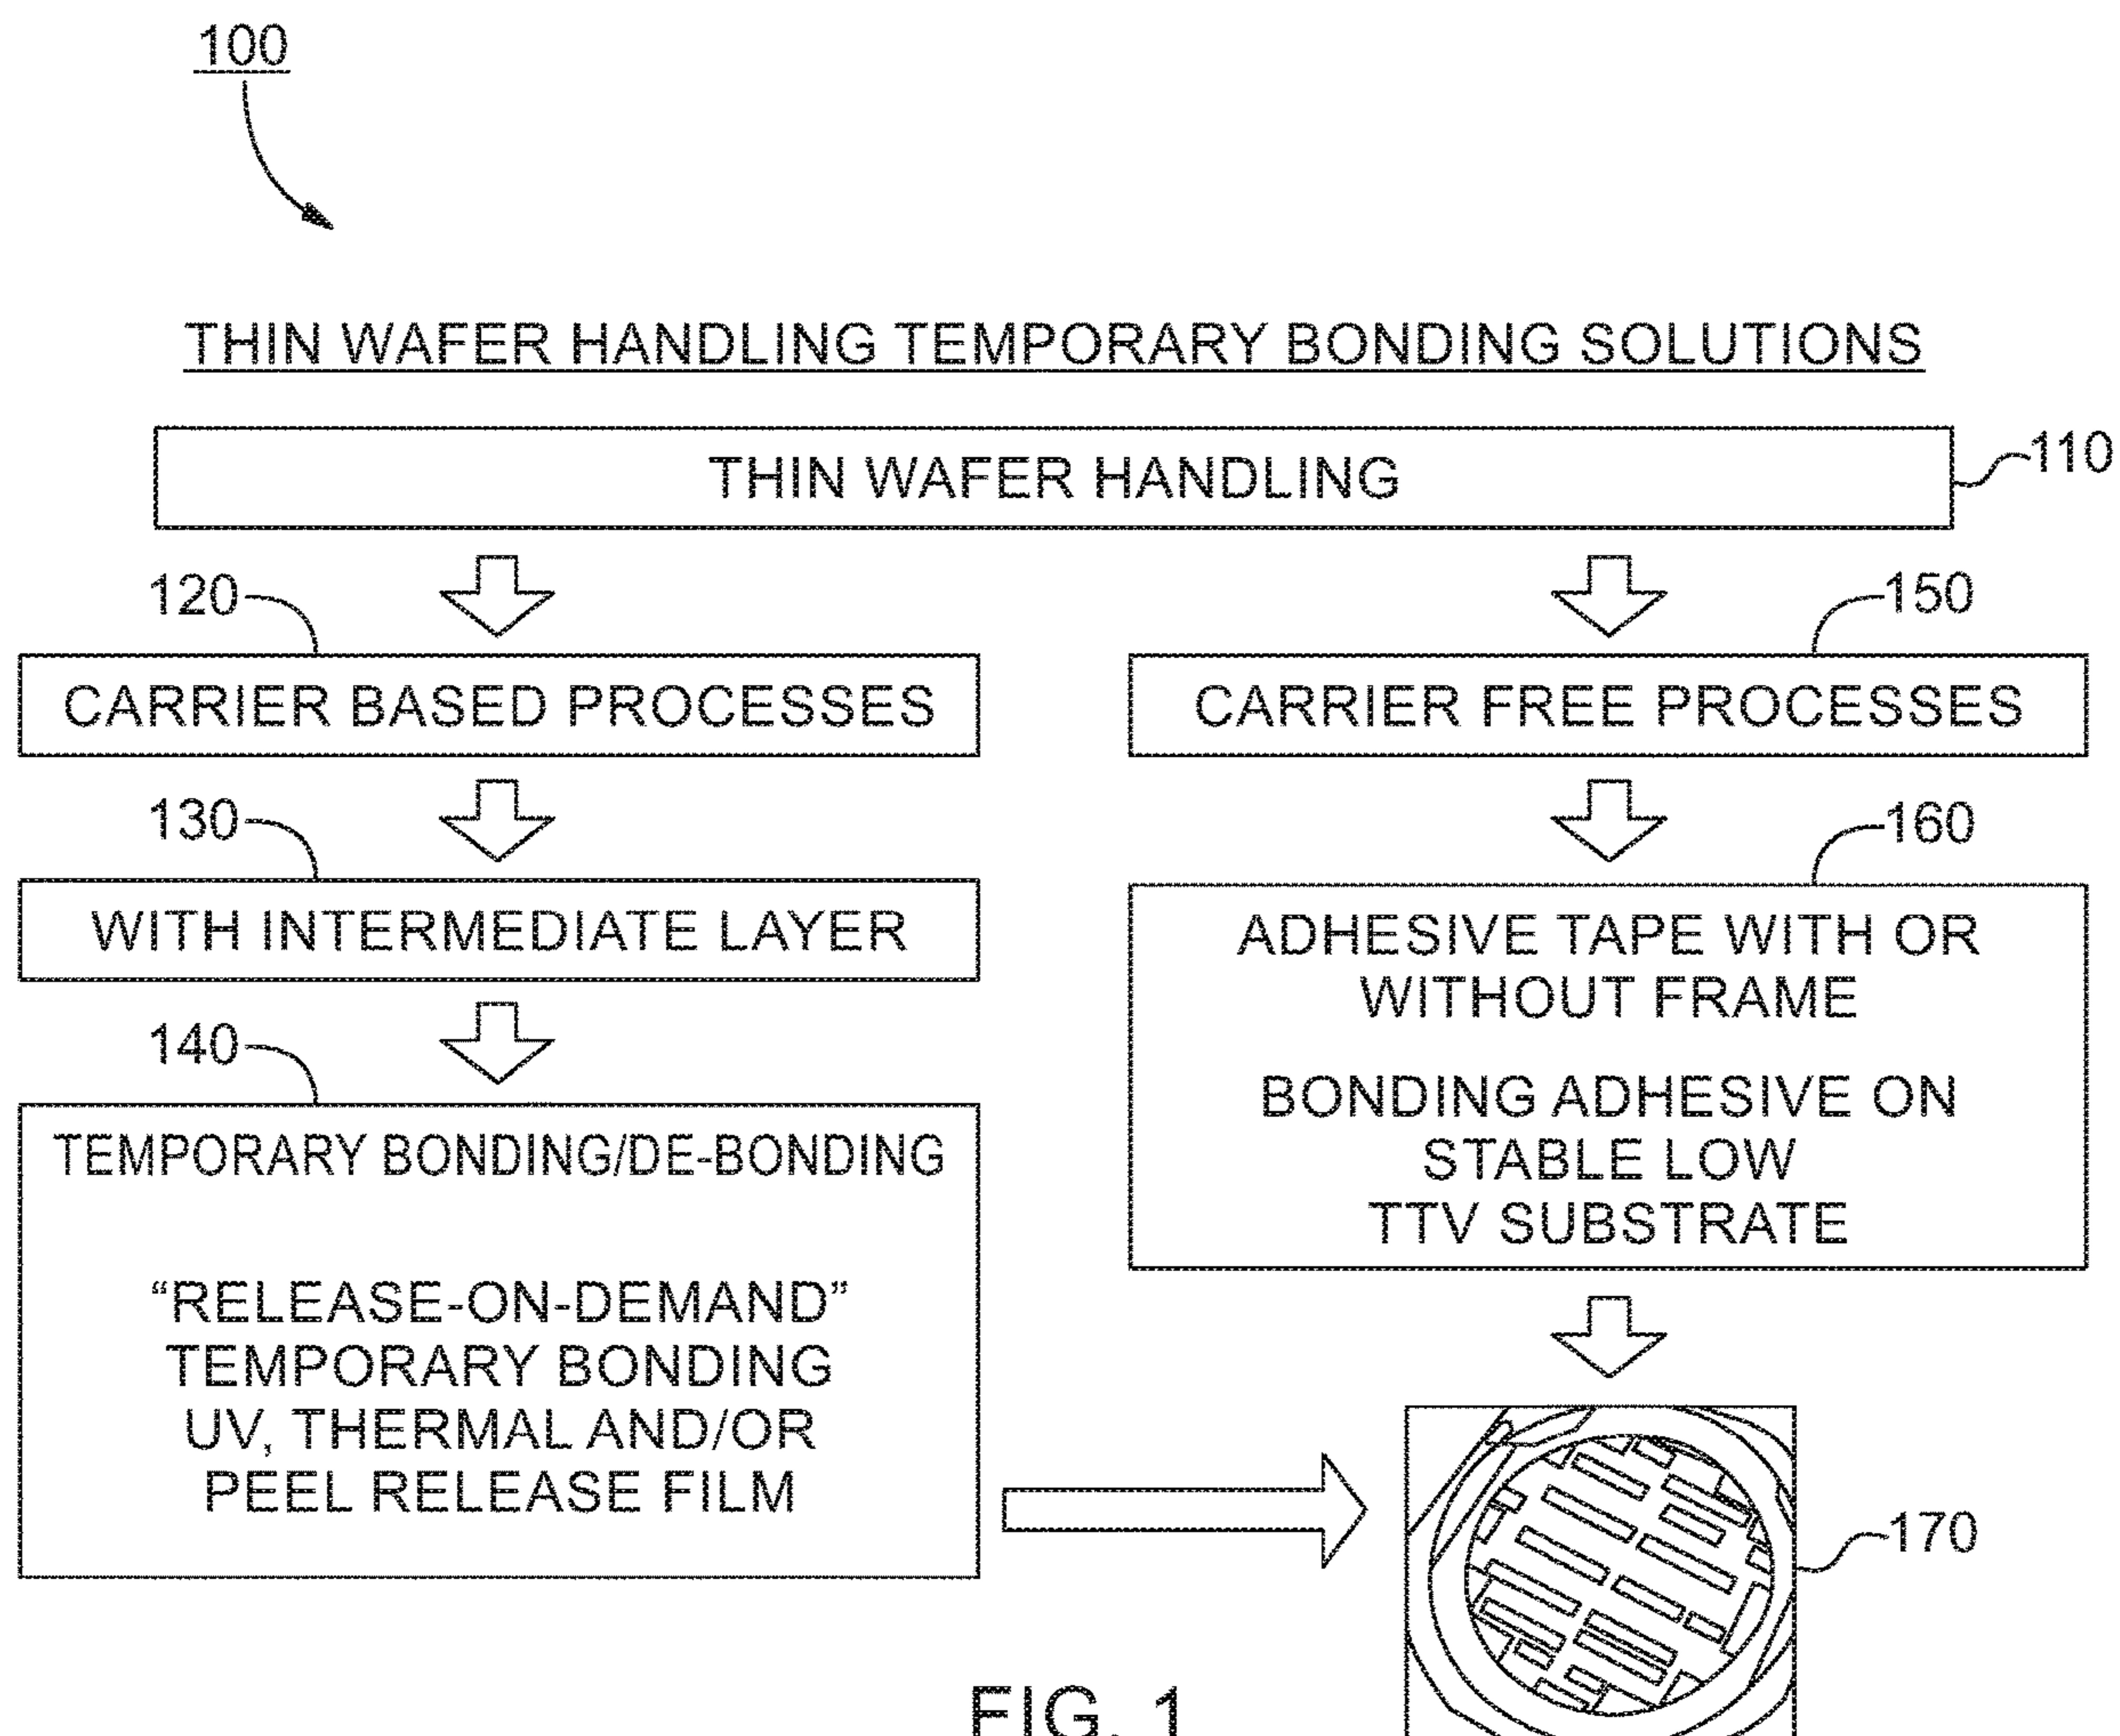 100
THIN WAFER HANDLING TEMPORARY BONDING SOLUTIONS
THIN WAFER HANDLING
110
120
CARRIER BASED PROCESSES
130
WITH INTERMEDIATE LAYER
140
TEMPORARY BONDING/DE-BONDING
“RELEASE-ON-DEMAND”
TEMPORARY BONDING
UV, THERMAL AND/OR
PEEL RELEASE FILM
150
CARRIER FREE PROCESSES
160
ADHESIVE TAPE WITH OR
WITHOUT FRAME
BONDING ADHESIVE ON
STABLE LOW
TTV SUBSTRATE
170
FIG. 1